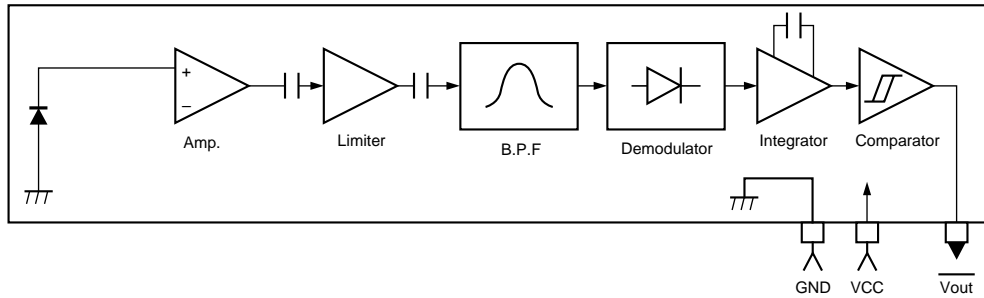 +
−
Amp.
Limiter
B.P.F
Demodulator
Integrator
Comparator
GND
VCC
Vout